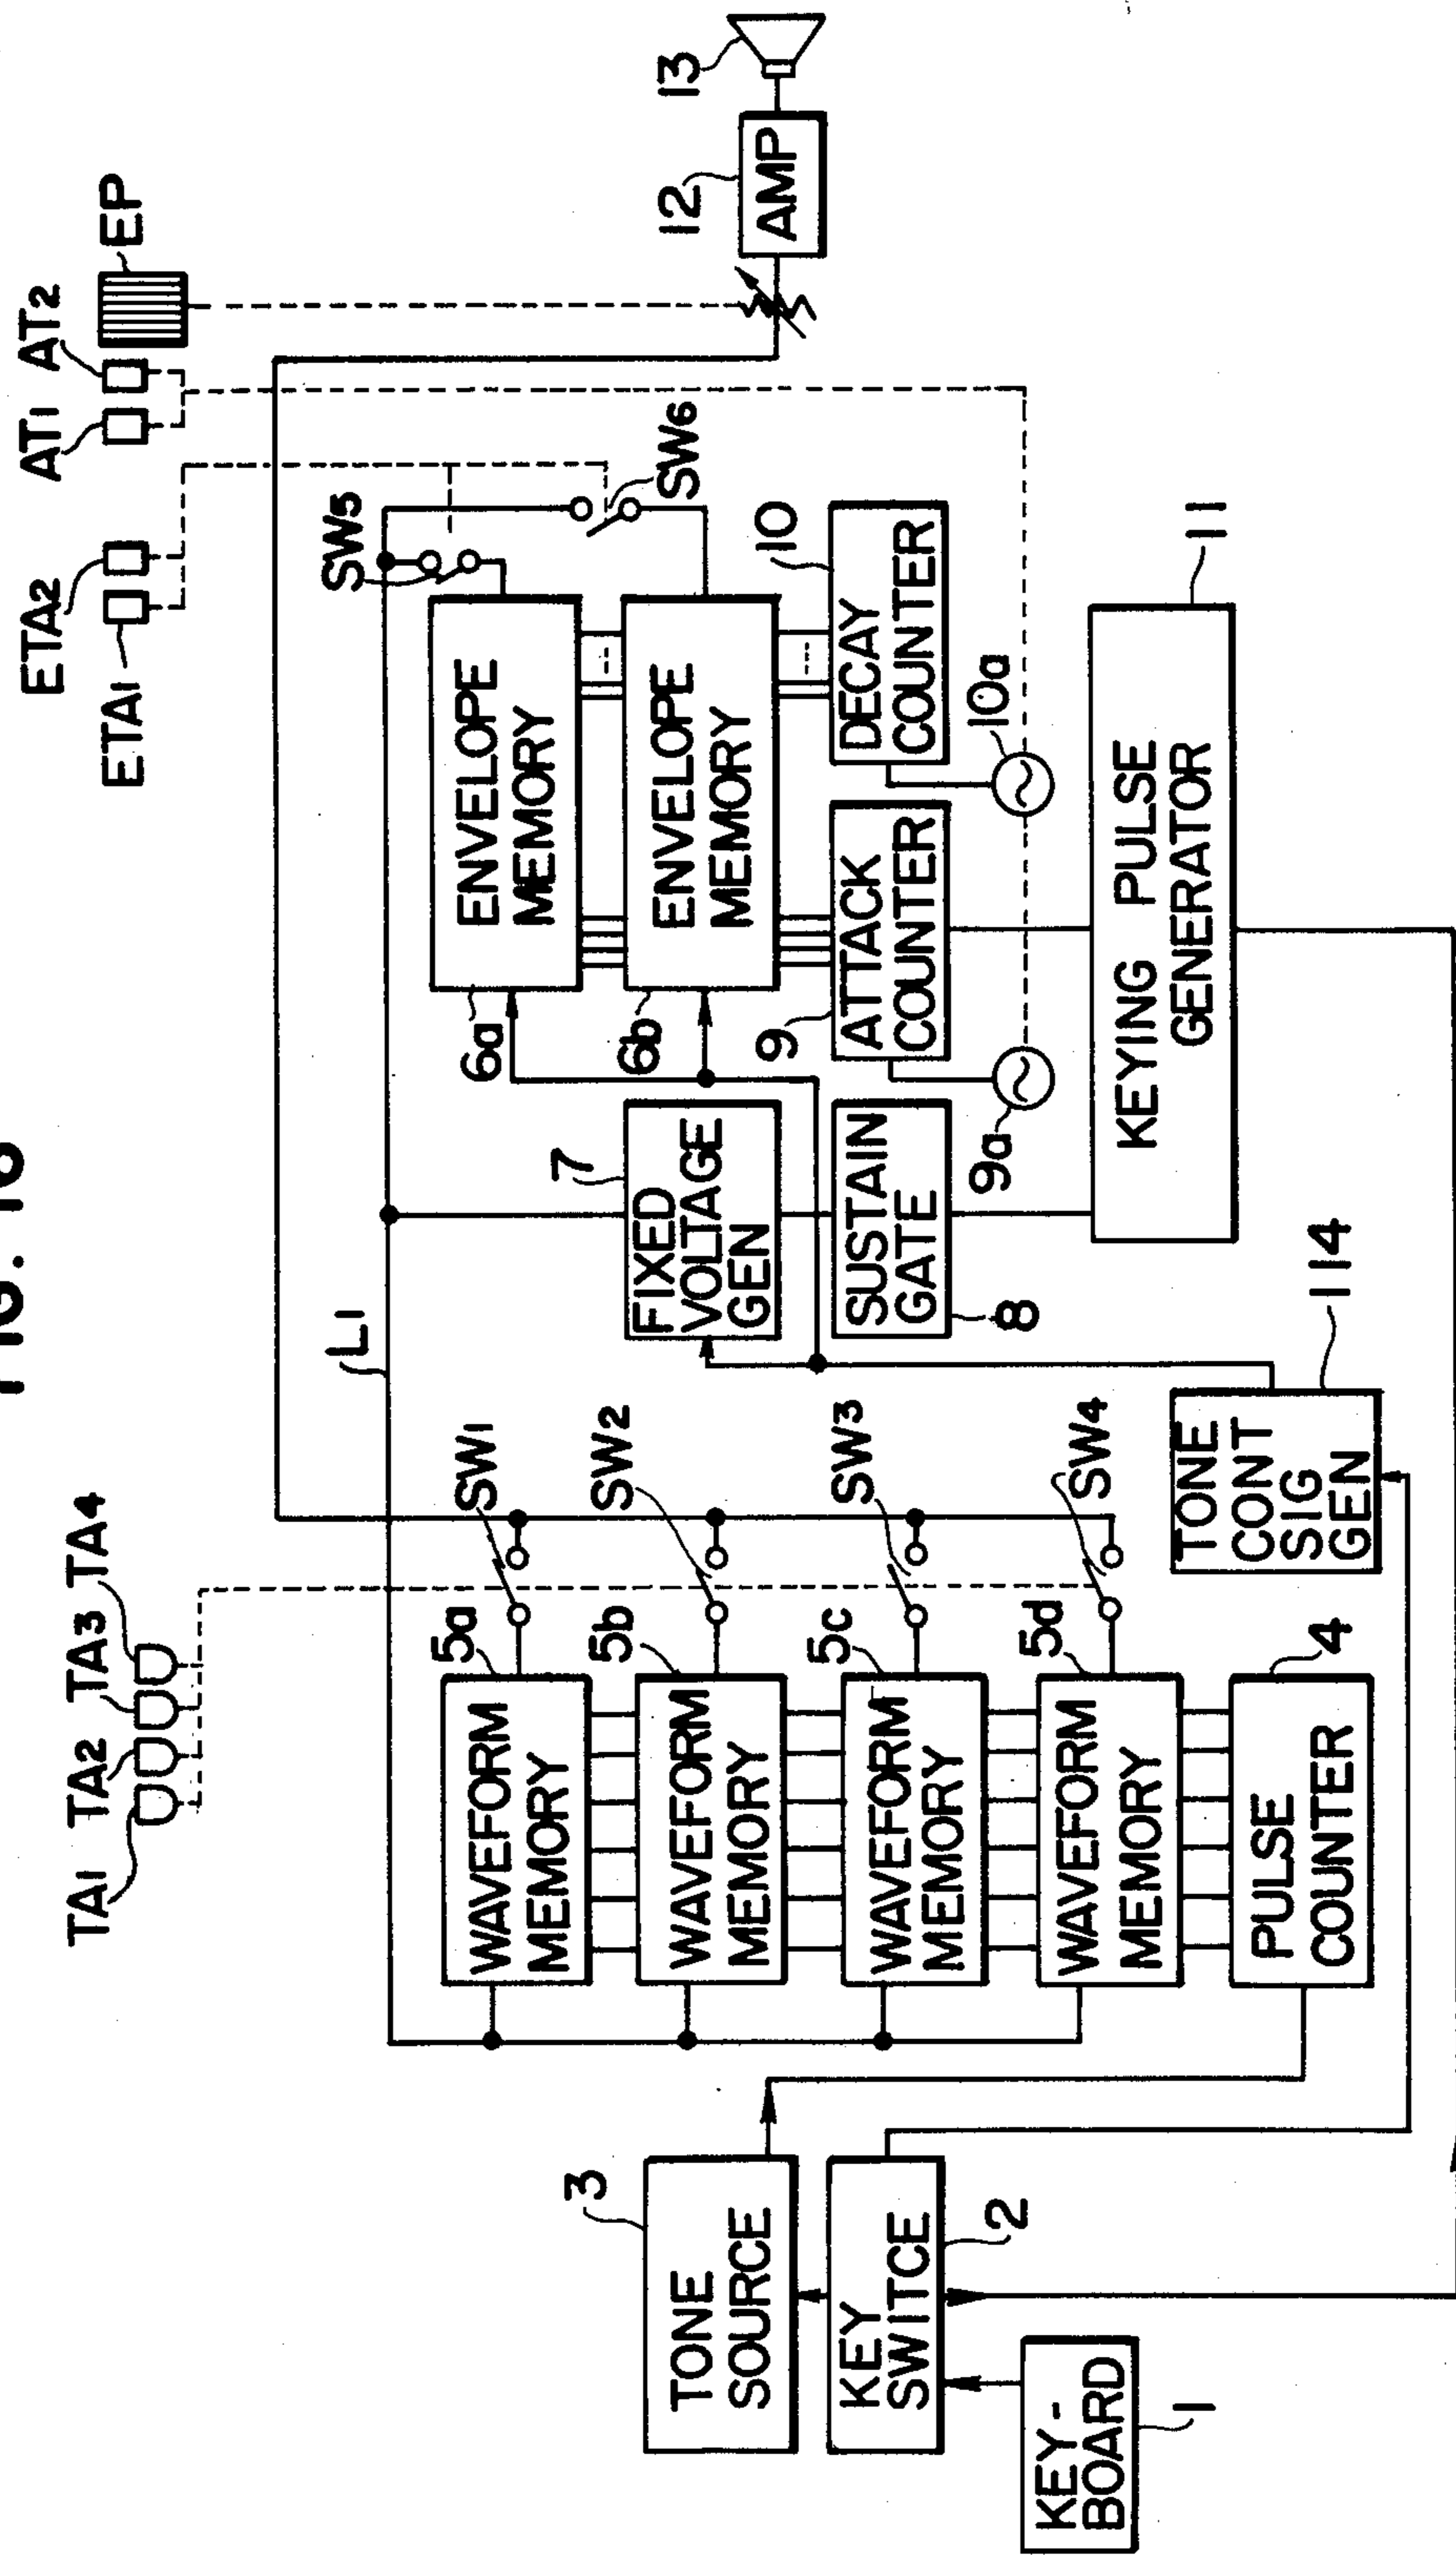 TA1 TA2 TA3 TA4
ETA1
ETA2
AT1 AT2
EP
L1
SW5
SW6
13
12
AMP
3
TONE
SOURCE
KEY
SWITCE
2
KEY-
BOARD
1
5a
WAVEFORM
MEMORY
SW1
5b
WAVEFORM
MEMORY
SW2
5c
WAVEFORM
MEMORY
SW3
5d
WAVEFORM
MEMORY
SW4
PULSE
COUNTER
4
TONE
CONT
SIG
GEN
114
7
FIXED
VOLTAGE
GEN
SUSTAIN
GATE
8
6a
ENVELOPE
MEMORY
6b
ENVELOPE
MEMORY
9
ATTACK
COUNTER
9a
10
DECAY
COUNTER
10a
KEYING PULSE
GENERATOR
11